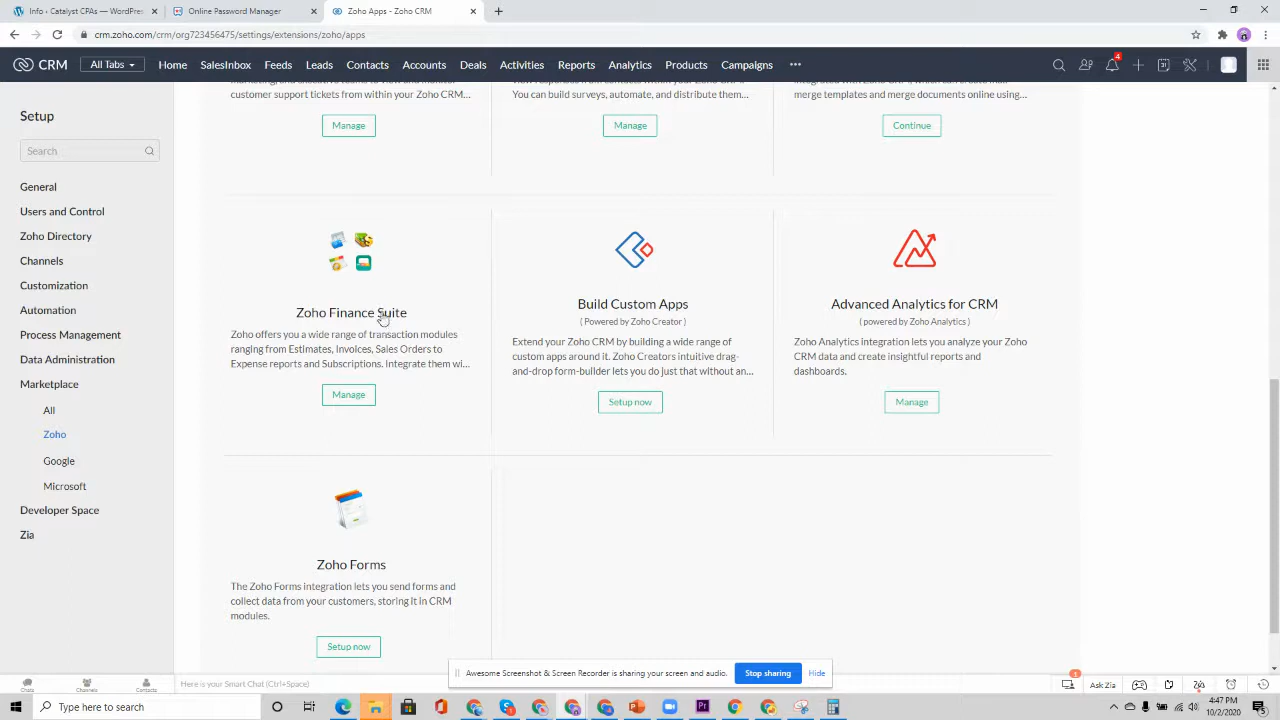 Info ‹ Catalyst CPAs — WordPres
Online Password Manager
Zoho Apps - Zoho CRM
crm.zoho.com/crm/org723456475/settings/extensions/zoho/apps
CRM
All Tabs
Home
SalesInbox
Feeds
Leads
Contacts
Accounts
Deals
Activities
Reports
Analytics
Products
Campaigns
4
Setup
Search
General
Users and Control
Zoho Directory
Channels
Customization
Automation
Process Management
Data Administration
Marketplace
All
Zoho
Google
Microsoft
Developer Space
Zia
customer support tickets from within your Zoho CRM...
Manage
You can build surveys, automate, and distribute them...
Manage
merge templates and merge documents online using...
Continue
Zoho Finance Suite
Zoho offers you a wide range of transaction modules
ranging from Estimates, Invoices, Sales Orders to
Expense reports and Subscriptions. Integrate them wi...
Manage
Build Custom Apps
( Powered by Zoho Creator )
Extend your Zoho CRM by building a wide range of
custom apps around it. Zoho Creators intuitive drag-
and-drop form-builder lets you do just that without an...
Setup now
Advanced Analytics for CRM
( powered by Zoho Analytics )
Zoho Analytics integration lets you analyze your Zoho
CRM data and create insightful reports and
dashboards.
Manage
Zoho Forms
The Zoho Forms integration lets you send forms and
collect data from your customers, storing it in CRM
modules.
Setup now
Awesome Screenshot & Screen Recorder is sharing your screen and audio.
Stop sharing
Hide
Chats
Channels
Contacts
Here is your Smart Chat (Ctrl+Space)
1
Ask Zia
Type here to search
4:47 PM
10/2/2020